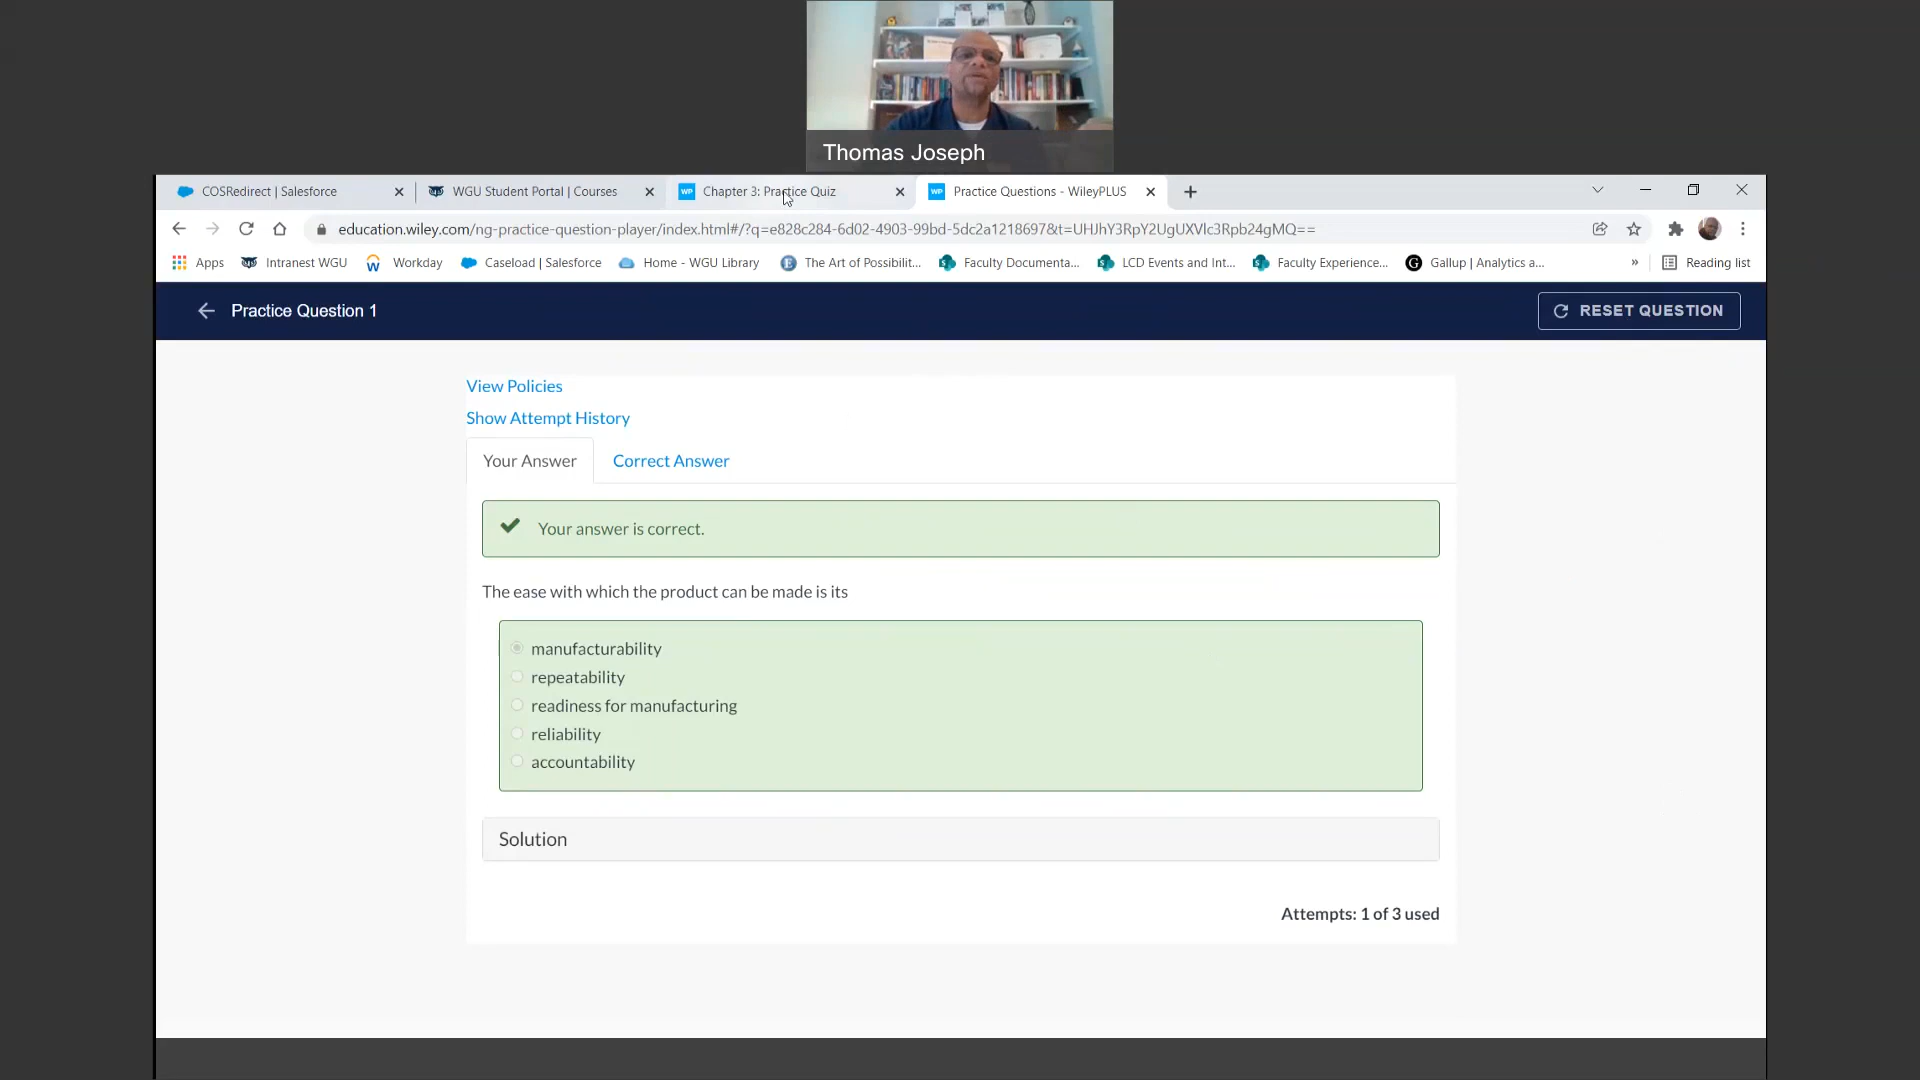 Thomas Joseph
COSRedirect | Salesforce
WGU Student Portal | Courses
WP Chapter 3: Practice Quiz
WP Practice Questions - WileyPLUS
education.wiley.com/ng-practice-question-player/index.html#/?q=e828c284-6d02-4903-99bd-5dc2a1218697&t=UHJhY3RpY2UgUXVlc3Rpb24gMQ==
Apps
Intranest WGU
Workday
Caseload | Salesforce
Home - WGU Library
The Art of Possibilit...
Faculty Documenta...
LCD Events and Int...
Faculty Experience...
G Gallup | Analytics a...
»
Reading list
Practice Question 1
RESET QUESTION
View Policies
Show Attempt History
Your Answer
Correct Answer
Your answer is correct.
The ease with which the product can be made is its
manufacturability
repeatability
readiness for manufacturing
reliability
accountability
Solution
Attempts: 1 of 3 used